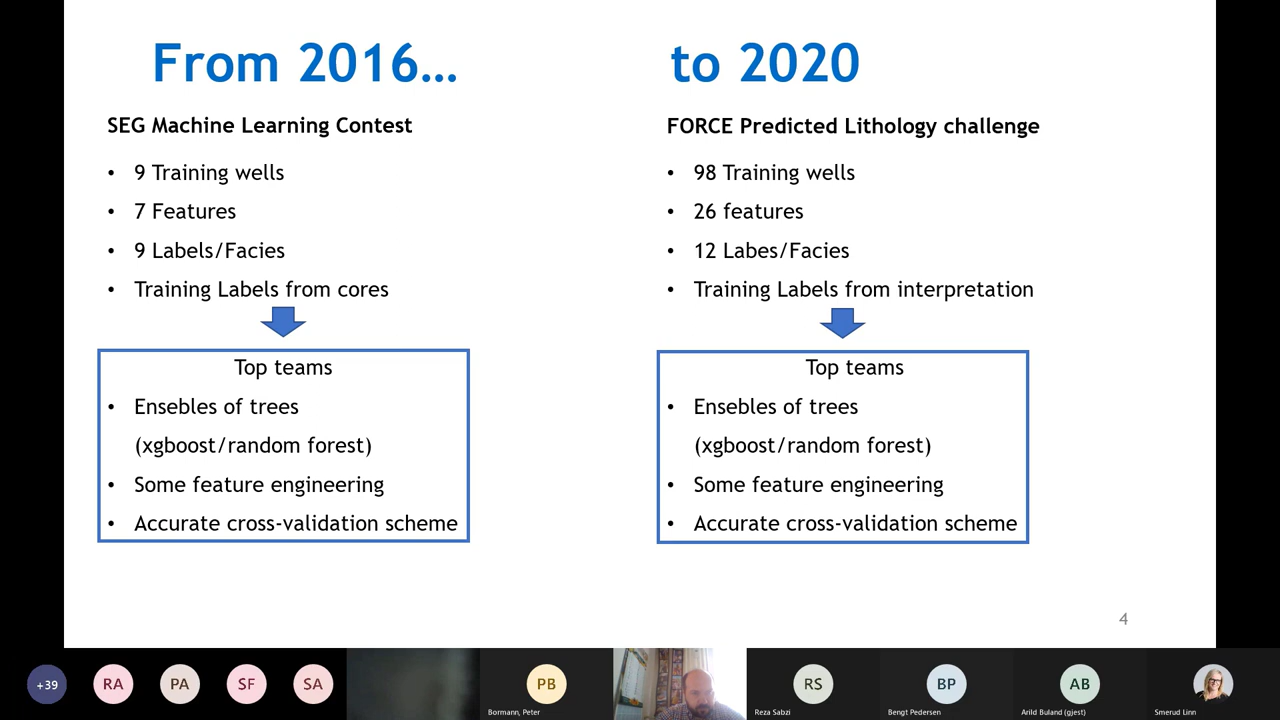 From 2016…
to 2020
SEG Machine Learning Contest
• 9 Training wells
• 7 Features
• 9 Labels/Facies
• Training Labels from cores
Top teams
• Ensebles of trees
(xgboost/random forest)
• Some feature engineering
• Accurate cross-validation scheme
FORCE Predicted Lithology challenge
• 98 Training wells
• 26 features
• 12 Labes/Facies
• Training Labels from interpretation
Top teams
• Ensebles of trees
(xgboost/random forest)
• Some feature engineering
• Accurate cross-validation scheme
4
+39
RA
PA
SF
SA
PB
Bormann, Peter
RS
Reza Sabzi
BP
Bengt Pedersen
AB
Arild Buland (gjest)
Smerud Linn